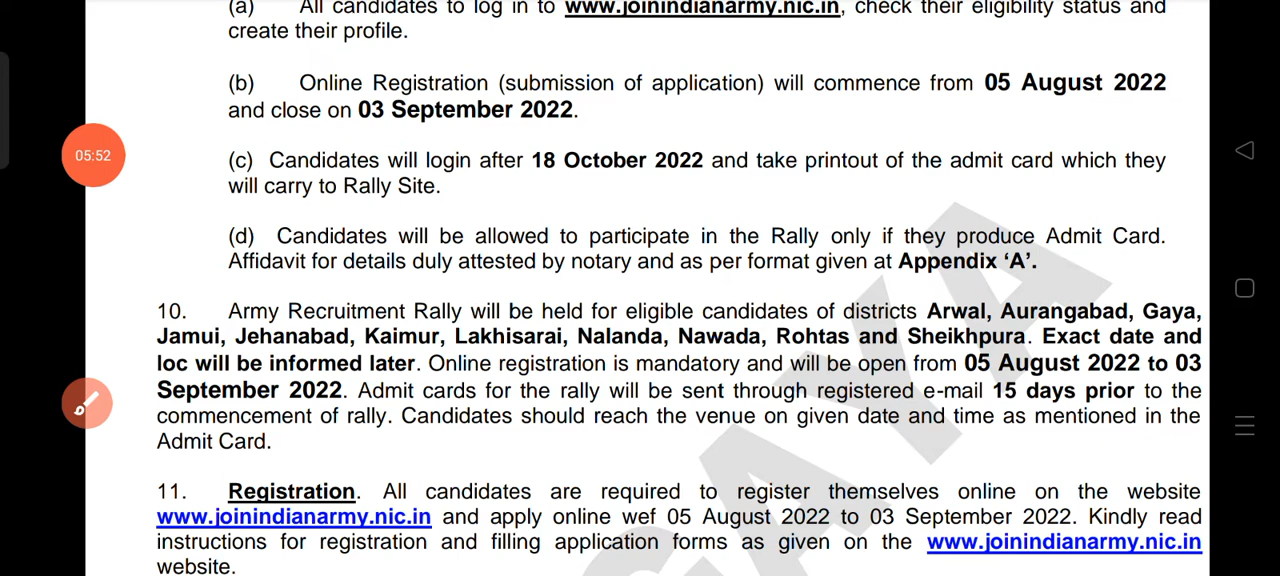 (a) All candidates to log in to www.joinindianarmy.nic.in, check their eligibility status and
create their profile.
(b) Online Registration (submission of application) will commence from 05 August 2022
and close on 03 September 2022.
05:52
(c) Candidates will login after 18 October 2022 and take printout of the admit card which they
will carry to Rally Site.
(d) Candidates will be allowed to participate in the Rally only if they produce Admit Card.
Affidavit for details duly attested by notary and as per format given at Appendix ‘A’.
10. Army Recruitment Rally will be held for eligible candidates of districts Arwal, Aurangabad, Gaya,
Jamui, Jehanabad, Kaimur, Lakhisarai, Nalanda, Nawada, Rohtas and Sheikhpura. Exact date and
loc will be informed later. Online registration is mandatory and will be open from 05 August 2022 to 03
September 2022. Admit cards for the rally will be sent through registered e-mail 15 days prior to the
commencement of rally. Candidates should reach the venue on given date and time as mentioned in the
Admit Card.
11. Registration. All candidates are required to register themselves online on the website
www.joinindianarmy.nic.in and apply online wef 05 August 2022 to 03 September 2022. Kindly read
instructions for registration and filling application forms as given on the www.joinindianarmy.nic.in
website.
GAYA